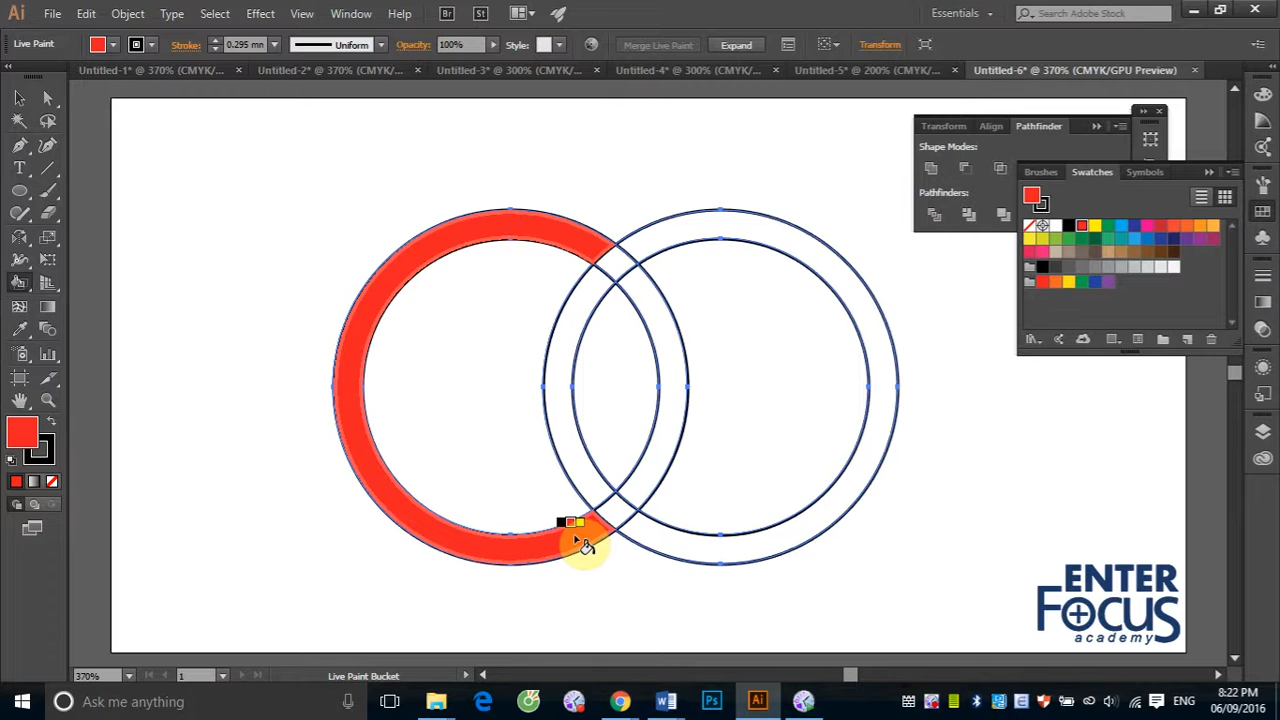 Ai File Edit Object Type Select Effect View Window Help Br St Essentials Search Adobe Stock
Live Paint Stroke: 0.295 mm Uniform Opacity: 100% Style: Merge Live Paint Expand Transform
Untitled-1* @ 370% (CMYK/... Untitled-2* @ 370% (CMYK/... Untitled-3* @ 300% (CMYK/... Untitled-4* @ 300% (CMYK/... Untitled-5* @ 200% (CMYK/... Untitled-6* @ 370% (CMYK/GPU Preview)
Transform Align Pathfinder
Shape Modes:
Brushes Swatches Symbols
Pathfinders:
ENTER
FOCUS
academy
370% 1 Live Paint Bucket
Ask me anything Ps Ai ENG 8:22 PM
06/09/2016